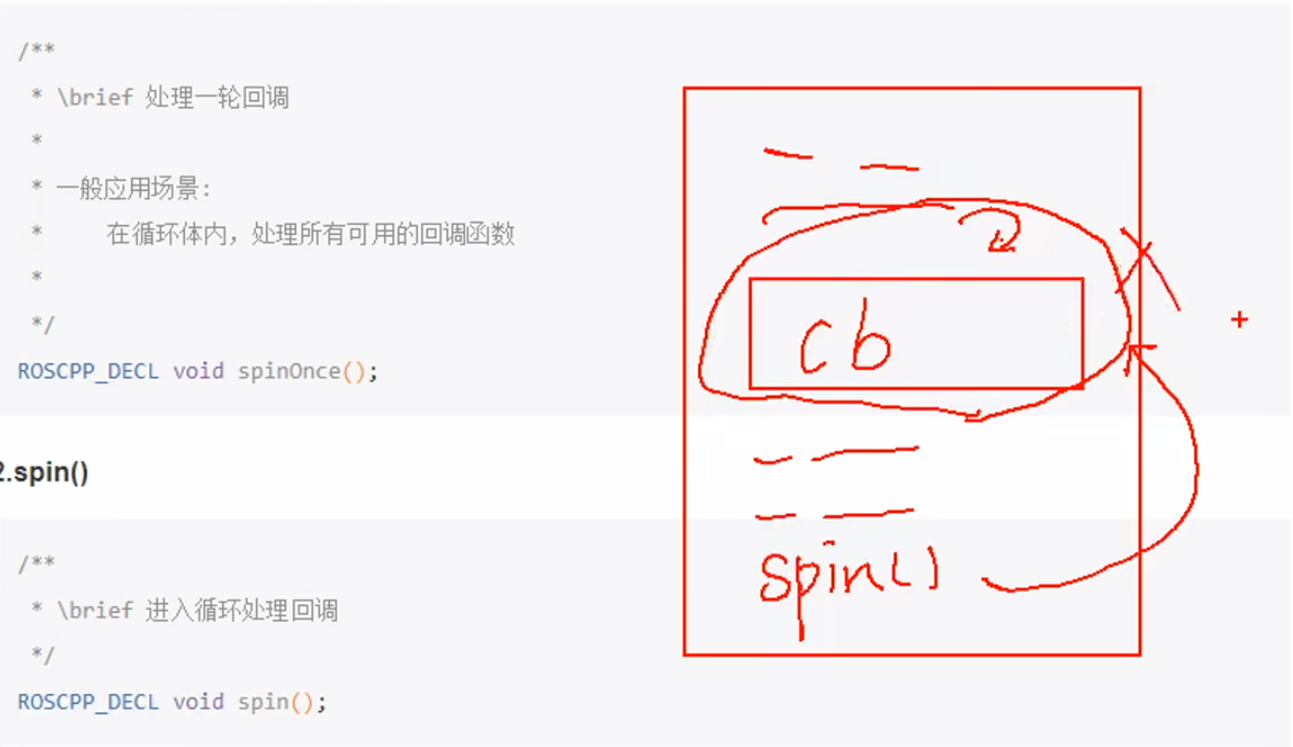 /**
* \brief 处理一轮回调
*
* 一般应用场景:
* 在循环体内，处理所有可用的回调函数
*
*/
ROSCPP_DECL void spinOnce();
2.spin()
/**
* \brief 进入循环处理回调
*/
ROSCPP_DECL void spin();
cb
spin()